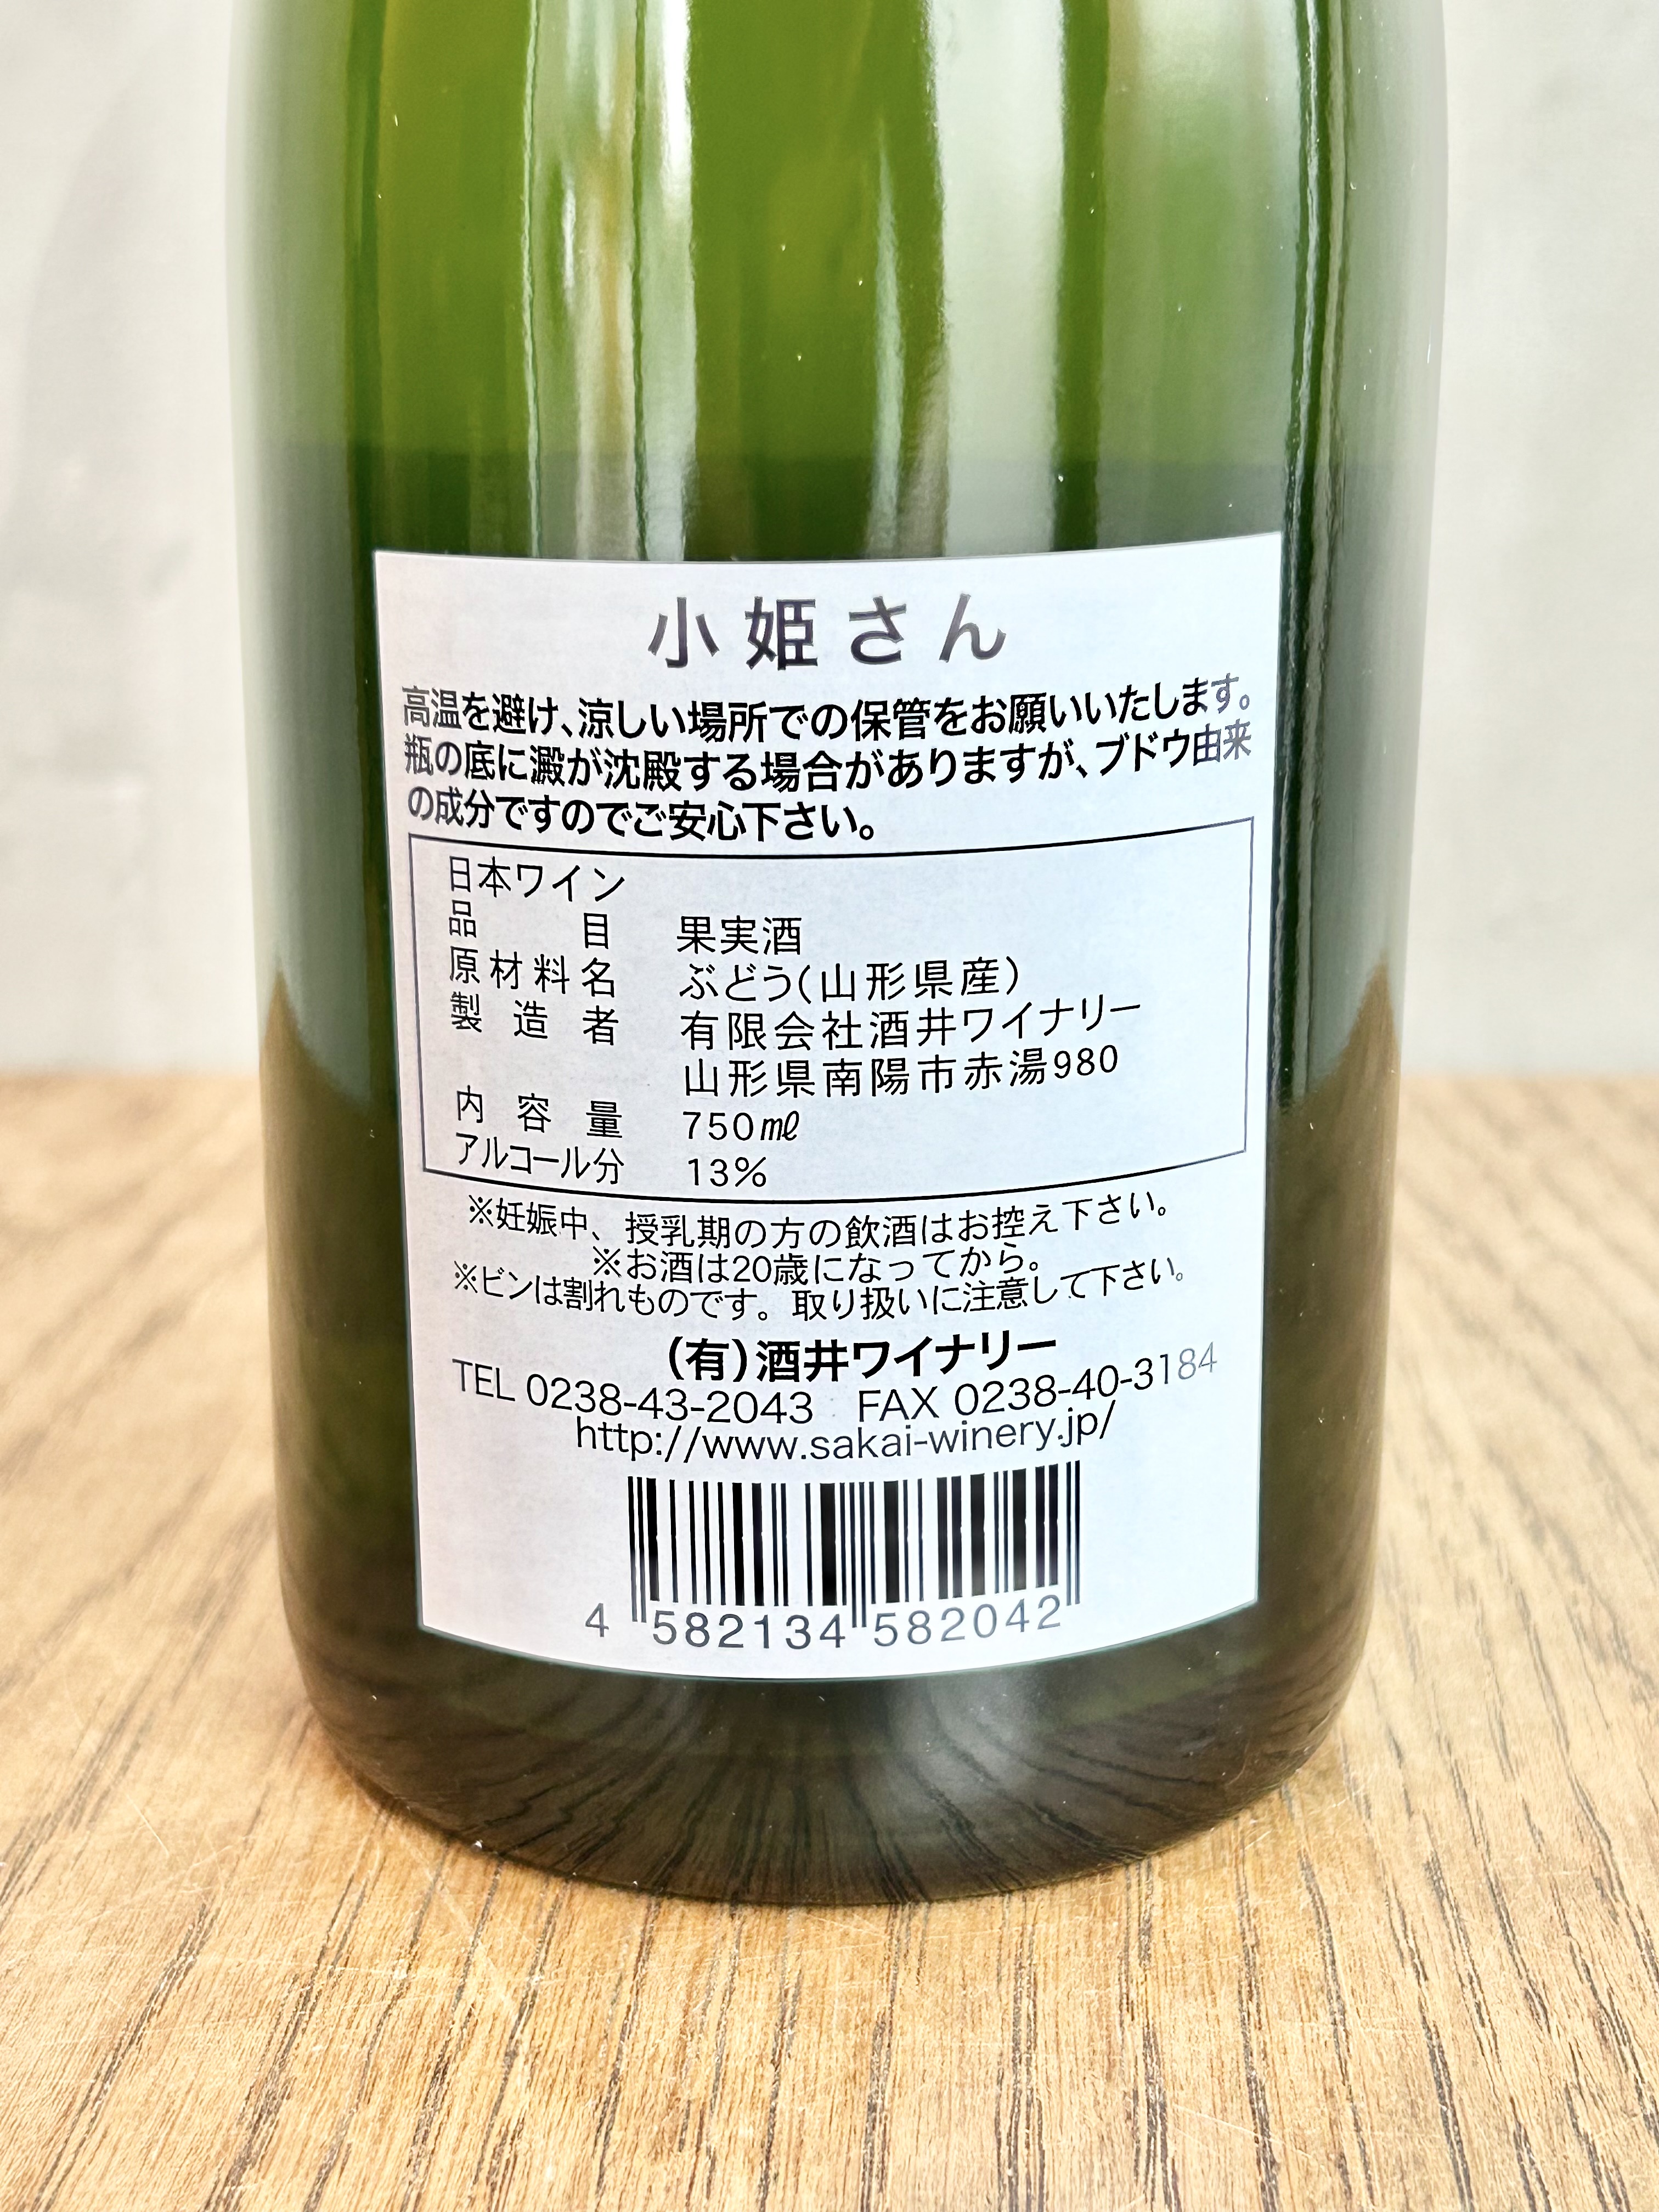 小姫さん
高温を避け、涼しい場所での保管をお願いいたします。
瓶の底に澱が沈殿する場合がありますが、ブドウ由来
の成分ですのでご安心下さい。
日本ワイン
品目 果実酒
原材料名 ぶどう(山形県産)
製造者 有限会社酒井ワイナリー
山形県南陽市赤湯980
内容量 750㎖
アルコール分 13%
※妊娠中、授乳期の方の飲酒はお控え下さい。
※お酒は20歳になってから。
※ビンは割れものです。取り扱いに注意して下さい。
(有)酒井ワイナリー
TEL 0238-43-2043 FAX 0238-40-3184
http://www.sakai-winery.jp/
4 582134 582042